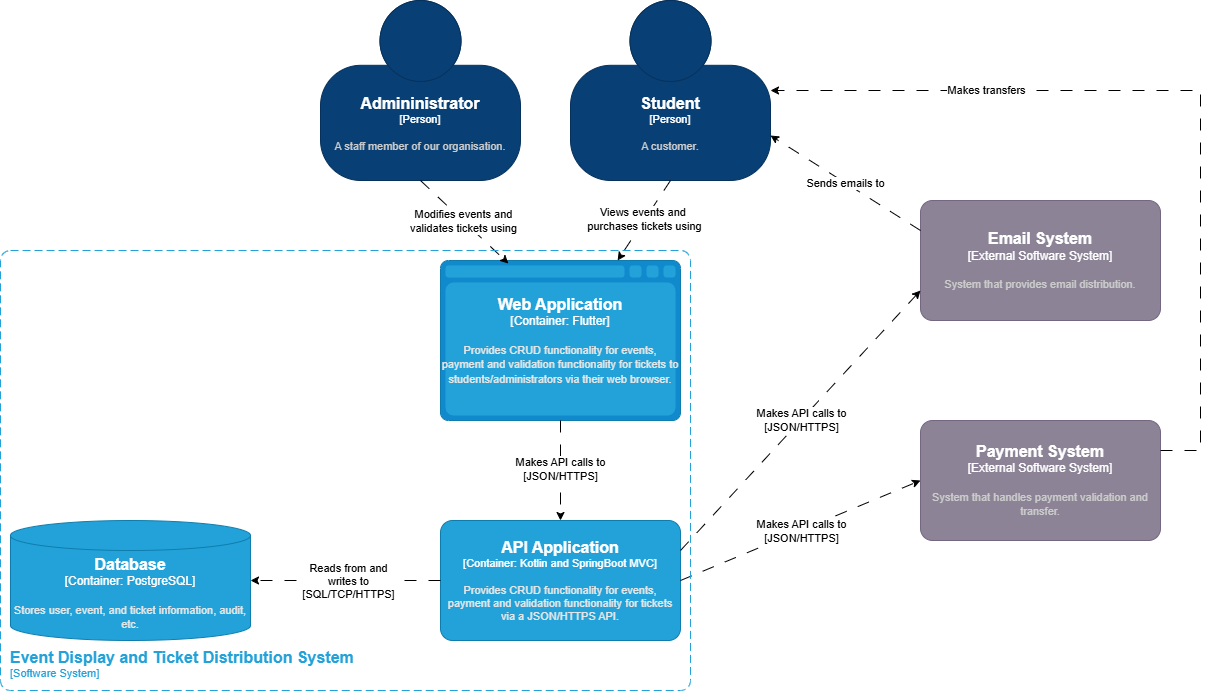 Admininistrator
[Person]
A staff member of our organisation.
Student
[Person]
A customer.
Makes transfers
Sends emails to
Modifies events and
validates tickets using
Views events and
purchases tickets using
Email System
[External Software System]
System that provides email distribution.
Web Application
[Container: Flutter]
Provides CRUD functionality for events,
payment and validation functionality for tickets to
students/administrators via their web browser.
Makes API calls to
[JSON/HTTPS]
Makes API calls to
[JSON/HTTPS]
Payment System
[External Software System]
System that handles payment validation and
transfer.
Makes API calls to
[JSON/HTTPS]
API Application
[Container: Kotlin and SpringBoot MVC]
Provides CRUD functionality for events,
payment and validation functionality for tickets
via a JSON/HTTPS API.
Reads from and
writes to
[SQL/TCP/HTTPS]
Database
[Container: PostgreSQL]
Stores user, event, and ticket information, audit,
etc.
Event Display and Ticket Distribution System
[Software System]